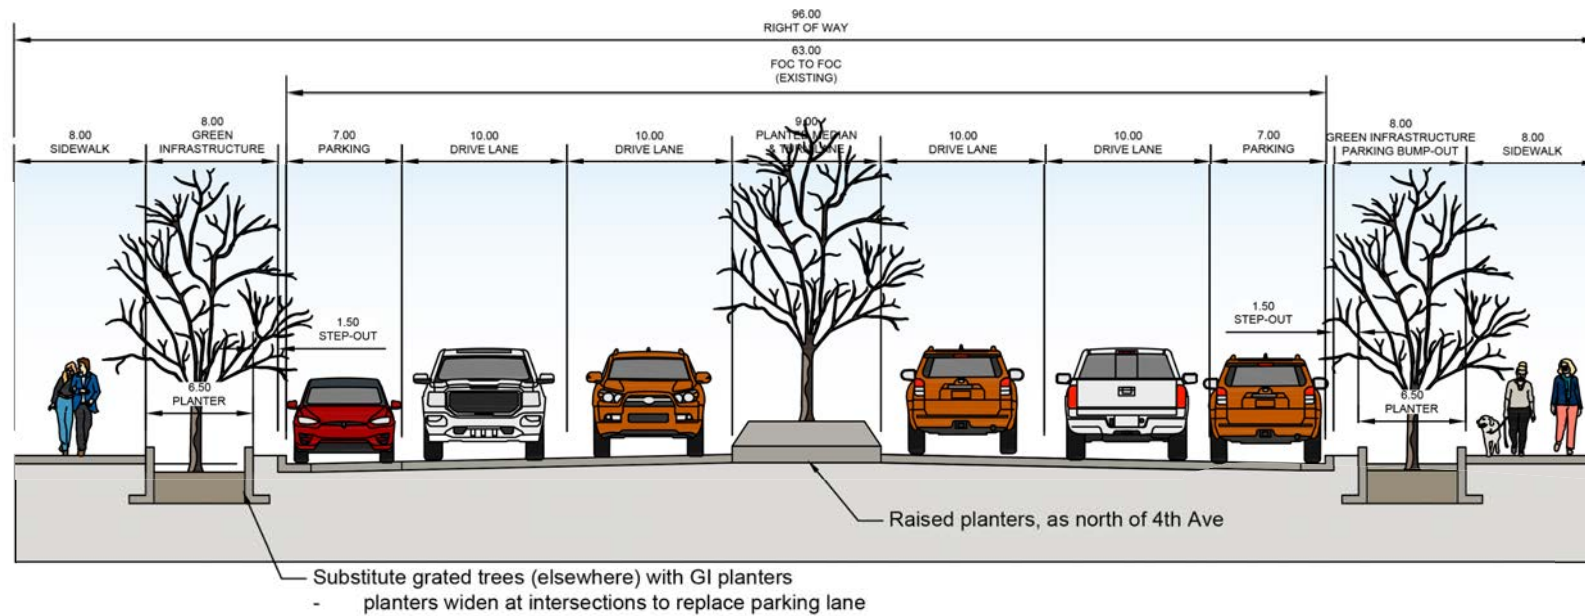 96.00
RIGHT OF WAY
63.00
FOC TO FOC
(EXISTING)
8.00
SIDEWALK
8.00
GREEN
INFRASTRUCTURE
7.00
PARKING
10.00
DRIVE LANE
10.00
DRIVE LANE
9.00
PLANTED MEDIAN
& TURN LANE
10.00
DRIVE LANE
10.00
DRIVE LANE
7.00
PARKING
8.00
GREEN INFRASTRUCTURE
PARKING BUMP-OUT
8.00
SIDEWALK
1.50
STEP-OUT
1.50
STEP-OUT
6.50
PLANTER
6.50
PLANTER
Raised planters, as north of 4th Ave
Substitute grated trees (elsewhere) with GI planters
- planters widen at intersections to replace parking lane